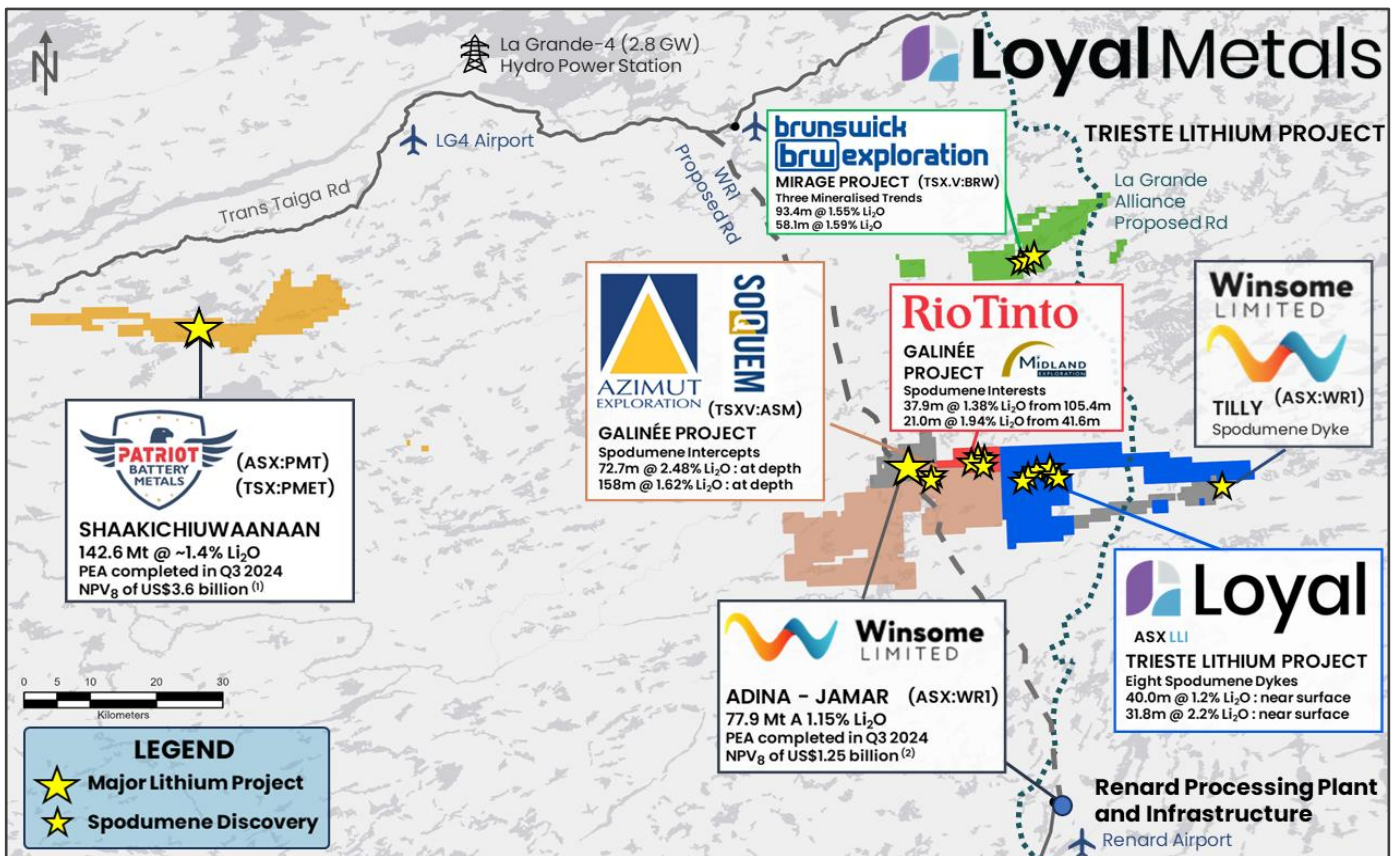 N
La Grande-4 (2.8 GW)
Hydro Power Station
Loyal Metals
TRIESTE LITHIUM PROJECT
LG4 Airport
Trans Taiga Rd
WR1
Proposed Rd
brunswick
brw exploration
MIRAGE PROJECT (TSX.V:BRW)
Three Mineralised Trends
93.4m @ 1.55% Li₂O
58.1m @ 1.59% Li₂O
La Grande
Alliance
Proposed Rd
AZIMUT
EXPLORATION
SOQUEM
(TSXV:ASM)
GALINÉE PROJECT
Spodumene Intercepts
72.7m @ 2.48% Li₂O : at depth
158m @ 1.62% Li₂O : at depth
RioTinto
GALINÉE
PROJECT
MIDLAND
EXPLORATION
Spodumene Interests
37.9m @ 1.38% Li₂O from 105.4m
21.0m @ 1.94% Li₂O from 41.6m
Winsome
LIMITED
(ASX:WR1)
TILLY
Spodumene Dyke
PATRIOT
BATTERY
METALS
(ASX:PMT)
(TSX:PMET)
SHAAKICHIUWAANAAN
142.6 Mt @ ~1.4% Li₂O
PEA completed in Q3 2024
NPV₈ of US$3.6 billion (1)
Winsome
LIMITED
ADINA - JAMAR (ASX:WR1)
77.9 Mt A 1.15% Li₂O
PEA completed in Q3 2024
NPV₈ of US$1.25 billion (2)
Loyal
ASX LLI
TRIESTE LITHIUM PROJECT
Eight Spodumene Dykes
40.0m @ 1.2% Li₂O : near surface
31.8m @ 2.2% Li₂O : near surface
0 5 10 20 30
Kilometers
LEGEND
Major Lithium Project
Spodumene Discovery
Renard Processing Plant
and Infrastructure
Renard Airport